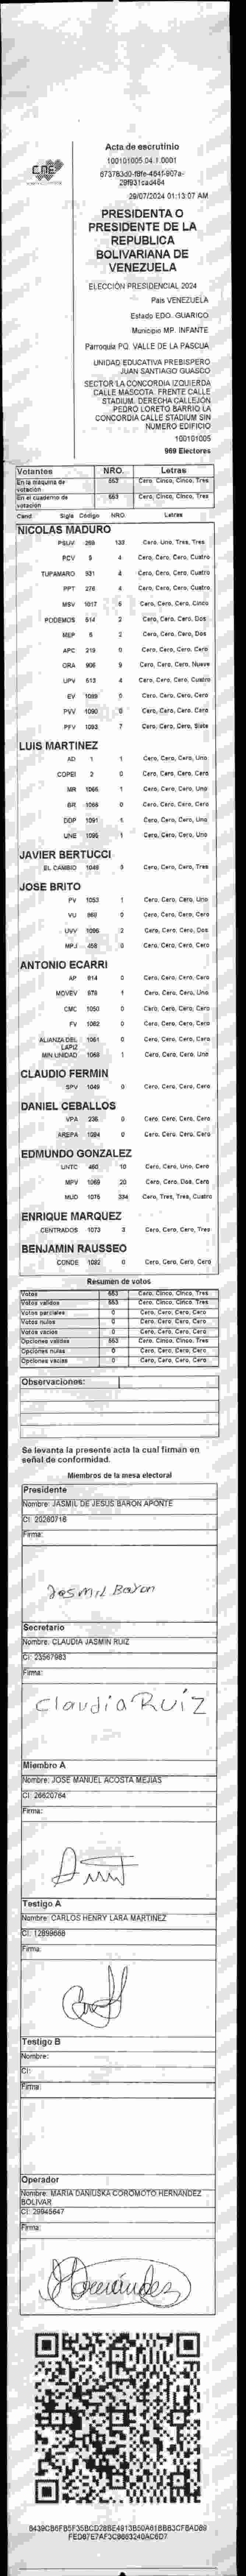 CNE
Acta de escrutinio
100101005.04.1.0001
29/07/2024 01:13:07 AM
PRESIDENTA O
PRESIDENTE DE LA
REPUBLICA
BOLIVARIANA DE
VENEZUELA
ELECCIÓN PRESIDENCIAL 2024
Pais VENEZUELA
Estado EDO. GUARICO
Municipio MP. INFANTE
Parroquia PQ. VALLE DE LA PASCUA
UNIDAD EDUCATIVA PREBISPERO
JUAN SANTIAGO GUASCO
SECTOR LA CONCORDIA IZQUIERDA
CALLE MASCOTA. FRENTE CALLE
STADIUM. DERECHA CALLEJÓN
PEDRO LORETO BARRIO LA
CONCORDIA CALLE STADIUM SIN
NUMERO EDIFICIO
100101005
969 Electores
Votantes NRO. Letras
En la máquina de votación 553 Cero, Cinco, Cinco, Tres
En el cuaderno de votación 553 Cero, Cinco, Cinco, Tres
Cand. Sigla Código NRO. Letras
NICOLAS MADURO
PSUV 133 Cero, Uno, Tres, Tres
PCV 4 Cero, Cero, Cero, Cuatro
TUPAMARO 4 Cero, Cero, Cero, Cuatro
PPT 4 Cero, Cero, Cero, Cuatro
MSV 1017 5 Cero, Cero, Cero, Cinco
PODEMOS 514 2 Cero, Cero, Cero, Dos
MEP 2 Cero, Cero, Cero, Dos
APC 219 0 Cero, Cero, Cero, Cero
ORA 906 9 Cero, Cero, Cero, Nueve
UPV 513 4 Cero, Cero, Cero, Cuatro
EV 1089 0 Cero, Cero, Cero, Cero
PVV 1090 0 Cero, Cero, Cero, Cero
PFV 1093 7 Cero, Cero, Cero, Siete
LUIS MARTINEZ
AD 1 1 Cero, Cero, Cero, Uno
COPEI 2 0 Cero, Cero, Cero, Cero
MR 1066 1 Cero, Cero, Cero, Uno
BR 1068 0 Cero, Cero, Cero, Cero
DDP 1091 1 Cero, Cero, Cero, Uno
UNE 1095 1 Cero, Cero, Cero, Uno
JAVIER BERTUCCI
EL CAMBIO 1048 3 Cero, Cero, Cero, Tres
JOSE BRITO
PV 1053 1 Cero, Cero, Cero, Uno
VU 969 0 Cero, Cero, Cero, Cero
UVV 1096 2 Cero, Cero, Cero, Dos
MPJ 458 0 Cero, Cero, Cero, Cero
ANTONIO ECARRI
AP 814 0 Cero, Cero, Cero, Cero
MOVEV 978 1 Cero, Cero, Cero, Uno
CMC 1050 0 Cero, Cero, Cero, Cero
FV 1062 0 Cero, Cero, Cero, Cero
ALIANZA DEL LAPIZ 1061 0 Cero, Cero, Cero, Cero
MIN UNIDAD 1068 1 Cero, Cero, Cero, Uno
CLAUDIO FERMIN
SPV 1049 0 Cero, Cero, Cero, Cero
DANIEL CEBALLOS
VPA 236 0 Cero, Cero, Cero, Cero
AREPA 1094 0 Cero, Cero, Cero, Cero
EDMUNDO GONZALEZ
UNTC 460 10 Cero, Cero, Uno, Cero
MPV 1069 20 Cero, Cero, Dos, Cero
MUD 1075 334 Cero, Tres, Tres, Cuatro
ENRIQUE MARQUEZ
CENTRADOS 1073 3 Cero, Cero, Cero, Tres
BENJAMIN RAUSSEO
CONDE 1092 0 Cero, Cero, Cero, Cero
Resumen de votos
Votos 553 Cero, Cinco, Cinco, Tres
Votos válidos 553 Cero, Cinco, Cinco, Tres
Votos parciales 0 Cero, Cero, Cero, Cero
Votos nulos 0 Cero, Cero, Cero, Cero
Votos vacíos 0 Cero, Cero, Cero, Cero
Opciones válidas 553 Cero, Cinco, Cinco, Tres
Opciones nulas 0 Cero, Cero, Cero, Cero
Opciones vacías 0 Cero, Cero, Cero, Cero
Observaciones:
Se levanta la presente acta la cual firman en
señal de conformidad.
Miembros de la mesa electoral
Presidente
Nombre: JASMIL DE JESUS BARON APONTE
CI: 20260716
Firma:
Jasmil Baron
Secretario
Nombre: CLAUDIA JASMIN RUIZ
CI: 23567983
Firma:
Claudia Ruiz
Miembro A
Nombre: JOSE MANUEL ACOSTA MEJIAS
CI: 26620764
Firma:
Testigo A
Nombre: CARLOS HENRY LARA MARTINEZ
CI: 12899668
Firma:
Testigo B
Nombre:
CI:
Firma:
Operador
Nombre: MARIA DANIUSKA COROMOTO HERNANDEZ
BOLIVAR
CI: 29945647
Firma:
Hernández